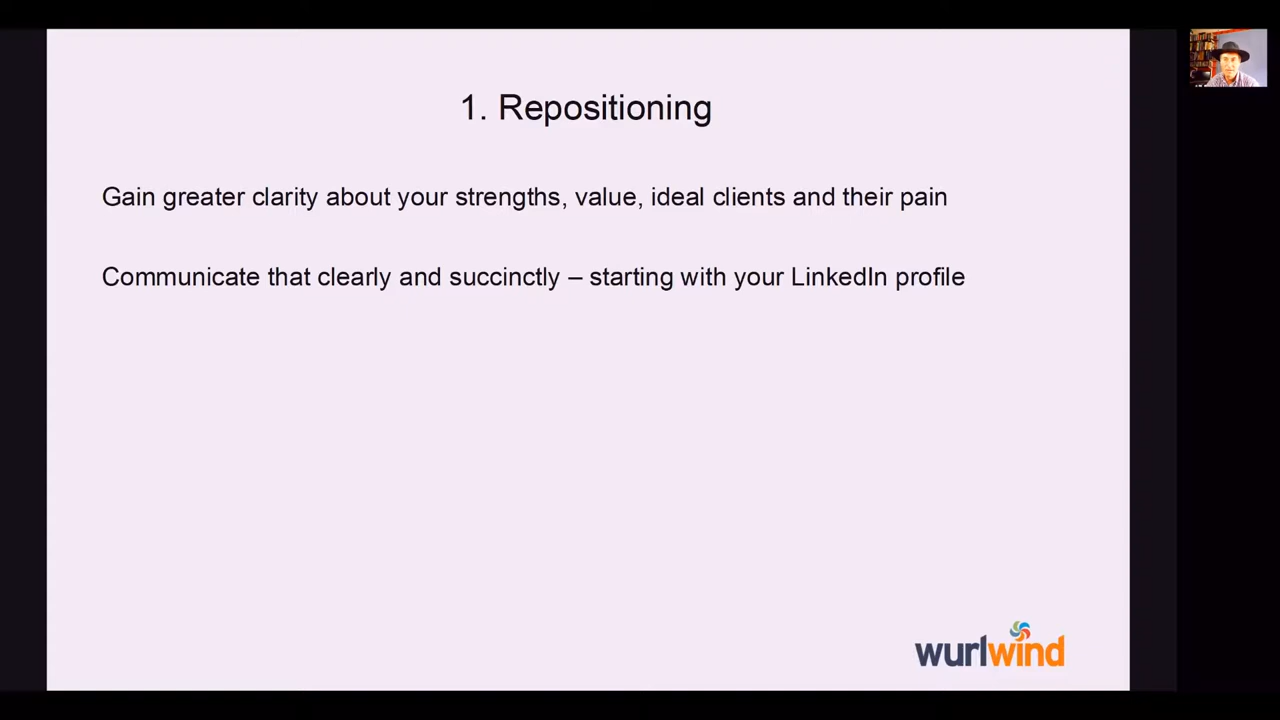 1. Repositioning
Gain greater clarity about your strengths, value, ideal clients and their pain
Communicate that clearly and succinctly – starting with your LinkedIn profile
wurlwind